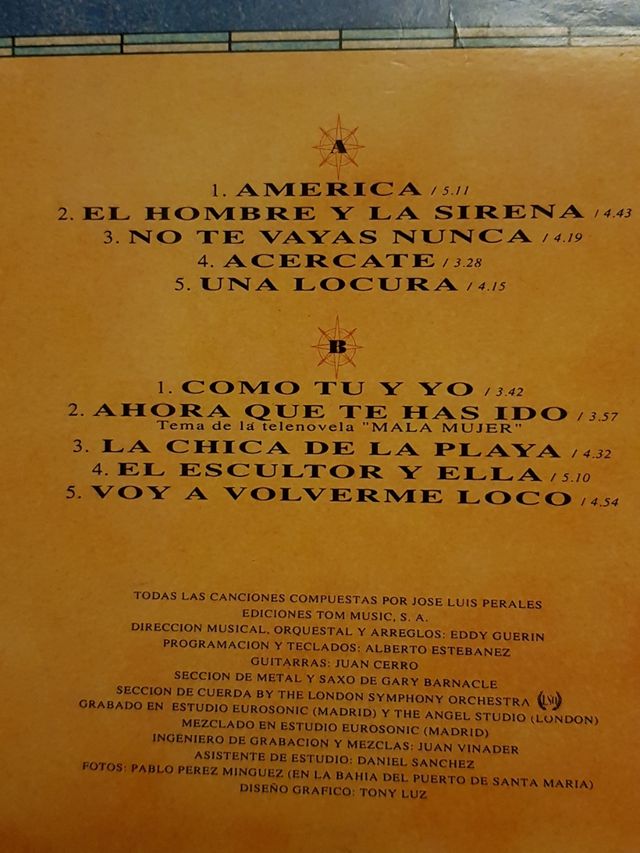 A
1. AMERICA / 5.11
2. EL HOMBRE Y LA SIRENA / 4.43
3. NO TE VAYAS NUNCA / 4.19
4. ACERCATE / 3.28
5. UNA LOCURA / 4.15
B
1. COMO TU Y YO / 3.42
2. AHORA QUE TE HAS IDO / 3.57
Tema de la telenovela "MALA MUJER"
3. LA CHICA DE LA PLAYA / 4.32
4. EL ESCULTOR Y ELLA / 5.10
5. VOY A VOLVERME LOCO / 4.54
TODAS LAS CANCIONES COMPUESTAS POR JOSE LUIS PERALES
EDICIONES TOM MUSIC, S. A.
DIRECCION MUSICAL, ORQUESTAL Y ARREGLOS: EDDY GUERIN
PROGRAMACION Y TECLADOS: ALBERTO ESTEBANEZ
GUITARRAS: JUAN CERRO
SECCION DE METAL Y SAXO DE GARY BARNACLE
SECCION DE CUERDA BY THE LONDON SYMPHONY ORCHESTRA LSO
GRABADO EN ESTUDIO EUROSONIC (MADRID) Y THE ANGEL STUDIO (LONDON)
MEZCLADO EN ESTUDIO EUROSONIC (MADRID)
INGENIERO DE GRABACION Y MEZCLAS: JUAN VINADER
ASISTENTE DE ESTUDIO: DANIEL SANCHEZ
FOTOS: PABLO PEREZ MINGUEZ (EN LA BAHIA DEL PUERTO DE SANTA MARIA)
DISEÑO GRAFICO: TONY LUZ